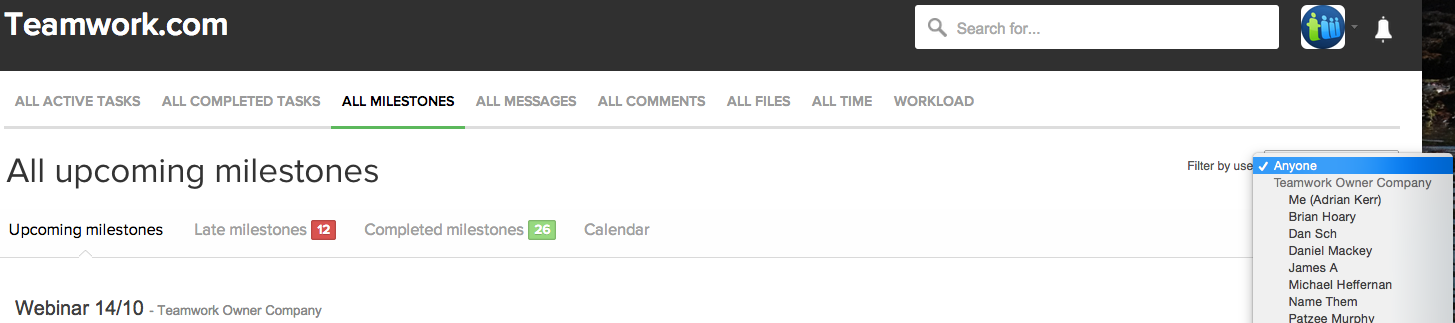 Teamwork.com
Search for...
ALL ACTIVE TASKS ALL COMPLETED TASKS ALL MILESTONES ALL MESSAGES ALL COMMENTS ALL FILES ALL TIME WORKLOAD
All upcoming milestones
Filter by use
Anyone
Teamwork Owner Company
Me (Adrian Kerr)
Brian Hoary
Dan Sch
Daniel Mackey
James A
Michael Heffernan
Name Them
Patzee Murphy
Upcoming milestones Late milestones 12 Completed milestones 26 Calendar
Webinar 14/10 - Teamwork Owner Company